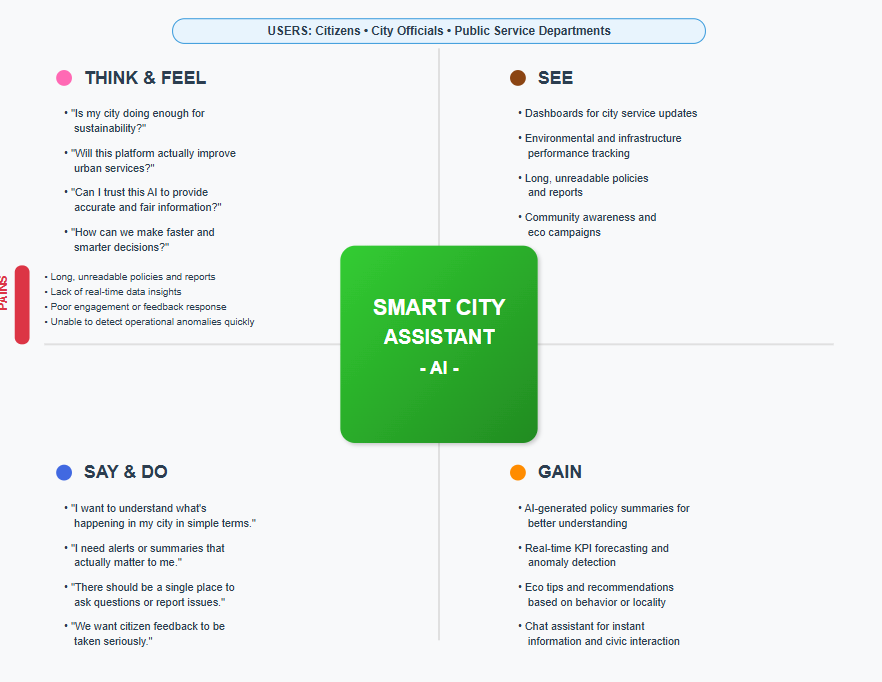 USERS: Citizens • City Officials • Public Service Departments
THINK & FEEL
• "Is my city doing enough for
sustainability?"
• "Will this platform actually improve
urban services?"
• "Can I trust this AI to provide
accurate and fair information?"
• "How can we make faster and
smarter decisions?"
SEE
• Dashboards for city service updates
• Environmental and infrastructure
performance tracking
• Long, unreadable policies
and reports
• Community awareness and
eco campaigns
PAINS
• Long, unreadable policies and reports
• Lack of real-time data insights
• Poor engagement or feedback response
• Unable to detect operational anomalies quickly
SMART CITY
ASSISTANT
- AI -
SAY & DO
• "I want to understand what's
happening in my city in simple terms."
• "I need alerts or summaries that
actually matter to me."
• "There should be a single place to
ask questions or report issues."
• "We want citizen feedback to be
taken seriously."
GAIN
• AI-generated policy summaries for
better understanding
• Real-time KPI forecasting and
anomaly detection
• Eco tips and recommendations
based on behavior or locality
• Chat assistant for instant
information and civic interaction